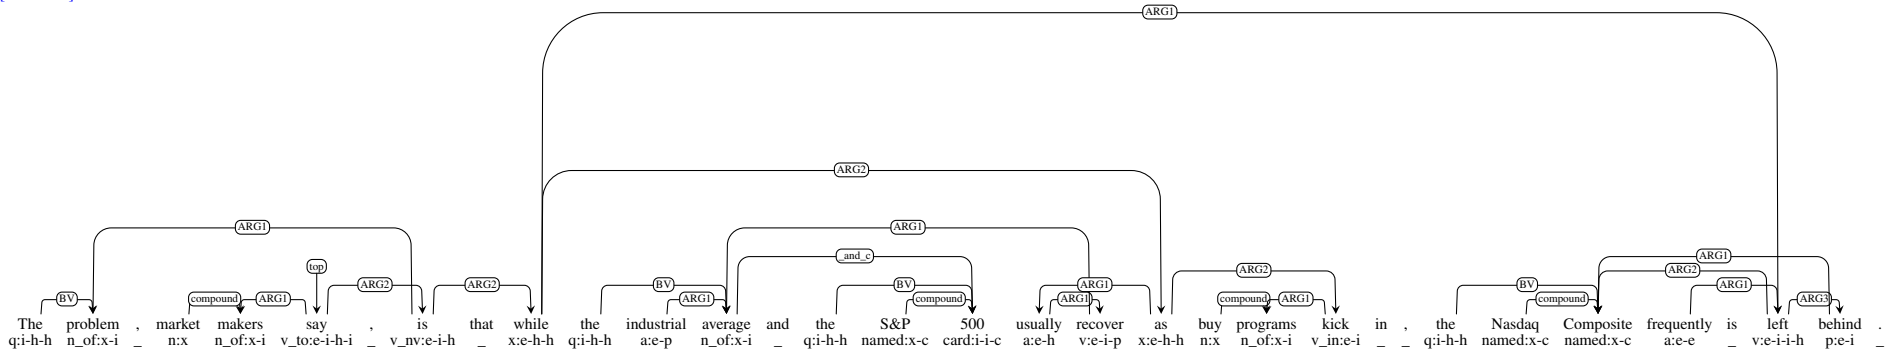 ARG1
ARG2
ARG1 ARG1
_and_c ARG1
top ARG2 ARG2
ARG2 ARG2 BV BV ARG1 BV ARG1
BV compound ARG1 ARG1 compound ARG1 compound ARG1 compound ARG3
The problem , market makers say , is that while the industrial average and the S&P 500 usually recover as buy programs kick in , the Nasdaq Composite frequently is left behind .
q:i-h-h n_of:x-i _ n:x n_of:x-i v_to:e-i-h-i _ v_nv:e-i-h _ x:e-h-h q:i-h-h a:e-p n_of:x-i _ q:i-h-h named:x-c card:i-i-c a:e-h v:e-i-p x:e-h-h n:x n_of:x-i v_in:e-i _ _ q:i-h-h named:x-c named:x-c a:e-e _ v:e-i-i-h p:e-i _